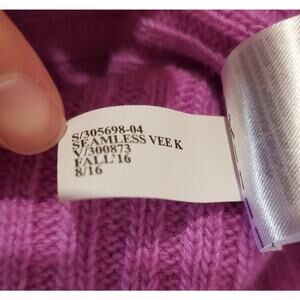 S/305698-04
SEAMLESS VEE K
V/300873
FALL'16
8/16